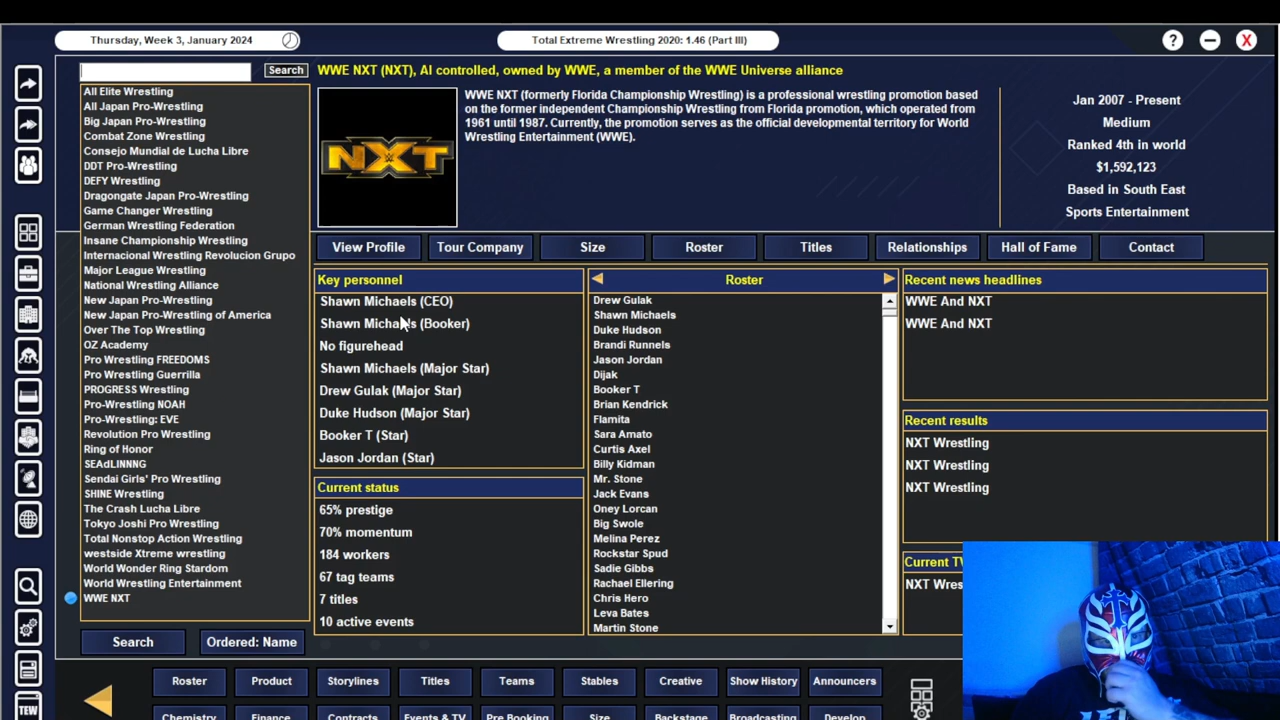 Thursday, Week 3, January 2024
Total Extreme Wrestling 2020: 1.46 (Part III)
?
X
Search
WWE NXT (NXT), AI controlled, owned by WWE, a member of the WWE Universe alliance
All Elite Wrestling
All Japan Pro-Wrestling
Big Japan Pro-Wrestling
Combat Zone Wrestling
Consejo Mundial de Lucha Libre
DDT Pro-Wrestling
DEFY Wrestling
Dragongate Japan Pro-Wrestling
Game Changer Wrestling
German Wrestling Federation
Insane Championship Wrestling
Internacional Wrestling Revolucion Grupo
Major League Wrestling
National Wrestling Alliance
New Japan Pro-Wrestling
New Japan Pro-Wrestling of America
Over The Top Wrestling
OZ Academy
Pro Wrestling FREEDOMS
Pro Wrestling Guerrilla
PROGRESS Wrestling
Pro-Wrestling NOAH
Pro-Wrestling: EVE
Revolution Pro Wrestling
Ring of Honor
SEAdLINNNG
Sendai Girls' Pro Wrestling
SHINE Wrestling
The Crash Lucha Libre
Tokyo Joshi Pro Wrestling
Total Nonstop Action Wrestling
westside Xtreme wrestling
World Wonder Ring Stardom
World Wrestling Entertainment
WWE NXT
Search
Ordered: Name
NXT
WWE NXT (formerly Florida Championship Wrestling) is a professional wrestling promotion based
on the former independent Championship Wrestling from Florida promotion, which operated from
1961 until 1987. Currently, the promotion serves as the official developmental territory for World
Wrestling Entertainment (WWE).
Jan 2007 - Present
Medium
Ranked 4th in world
$1,592,123
Based in South East
Sports Entertainment
View Profile
Tour Company
Size
Roster
Titles
Relationships
Hall of Fame
Contact
Key personnel
Shawn Michaels (CEO)
Shawn Michaels (Booker)
No figurehead
Shawn Michaels (Major Star)
Drew Gulak (Major Star)
Duke Hudson (Major Star)
Booker T (Star)
Jason Jordan (Star)
Current status
65% prestige
70% momentum
184 workers
67 tag teams
7 titles
10 active events
Roster
Drew Gulak
Shawn Michaels
Duke Hudson
Brandi Runnels
Jason Jordan
Dijak
Booker T
Brian Kendrick
Flamita
Sara Amato
Curtis Axel
Billy Kidman
Mr. Stone
Jack Evans
Oney Lorcan
Big Swole
Melina Perez
Rockstar Spud
Sadie Gibbs
Rachael Ellering
Chris Hero
Leva Bates
Martin Stone
Recent news headlines
WWE And NXT
WWE And NXT
Recent results
NXT Wrestling
NXT Wrestling
NXT Wrestling
Current TV
NXT Wres
Roster
Product
Storylines
Titles
Teams
Stables
Creative
Show History
Announcers
Chemistry
Finance
Contracts
Events & TV
Pre Booking
Size
Backstage
Broadcasting
Develop
TEW